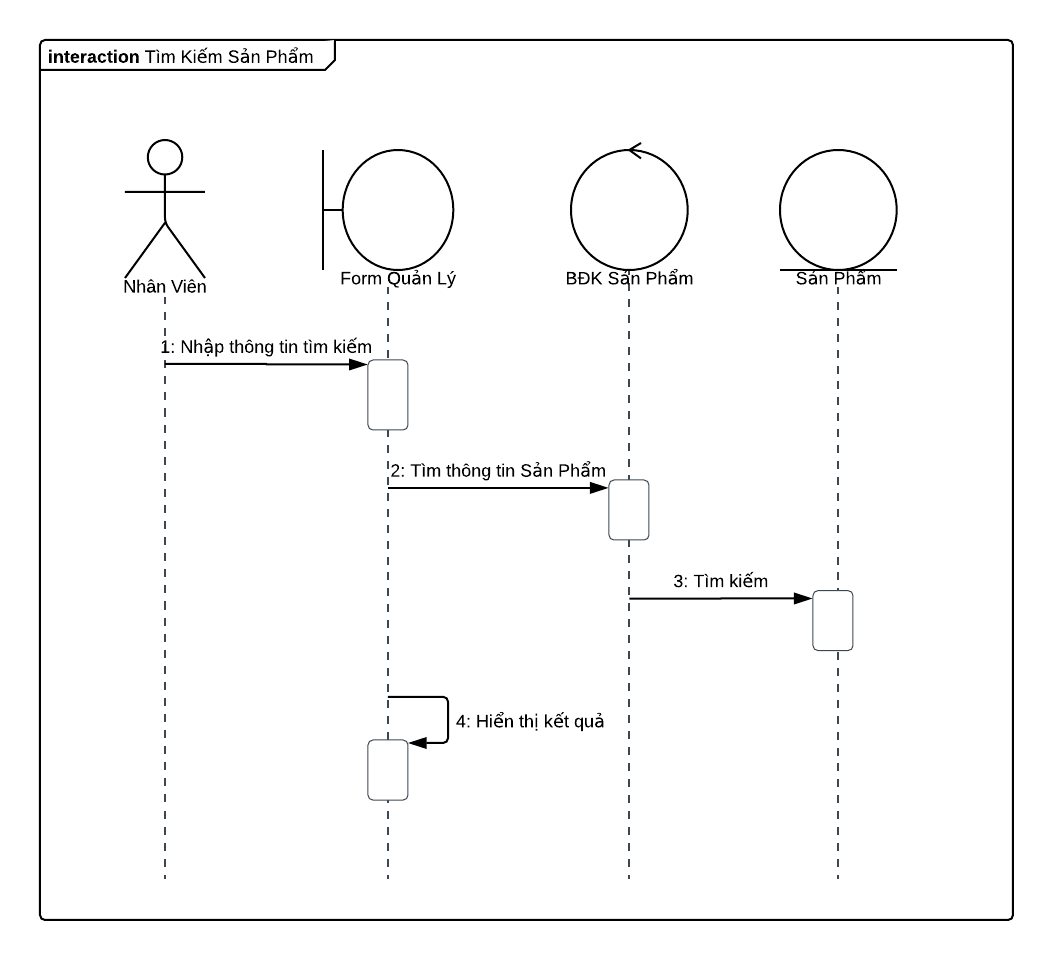 interaction Tìm Kiếm Sản Phẩm
Nhân Viên
Form Quản Lý
BĐK Sản Phẩm
Sản Phẩm
1: Nhập thông tin tìm kiếm
2: Tìm thông tin Sản Phẩm
3: Tìm kiếm
4: Hiển thị kết quả